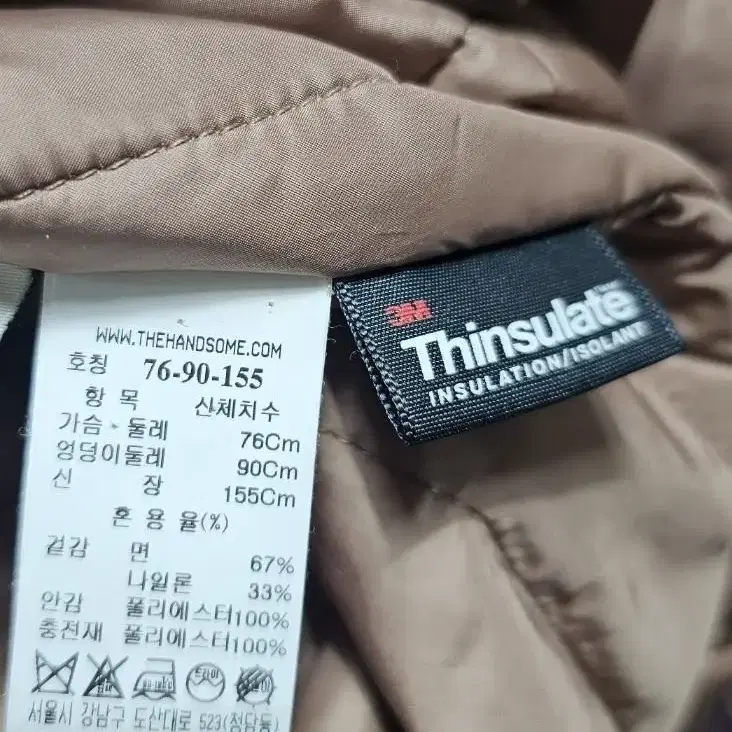 WWW.THEHANDSOME.COM
호칭 76-90-155
항 목 신체치수
가슴·둘레 76Cm
엉덩이둘레 90Cm
신 장 155Cm
혼 용 율(%)
겉감 면 67%
나일론 33%
안감 폴리에스터100%
충전재 폴리에스터100%
드라이
서울시 강남구 도산대로 523(청담동)
3M
Thinsulate
INSULATION/ISOLANT